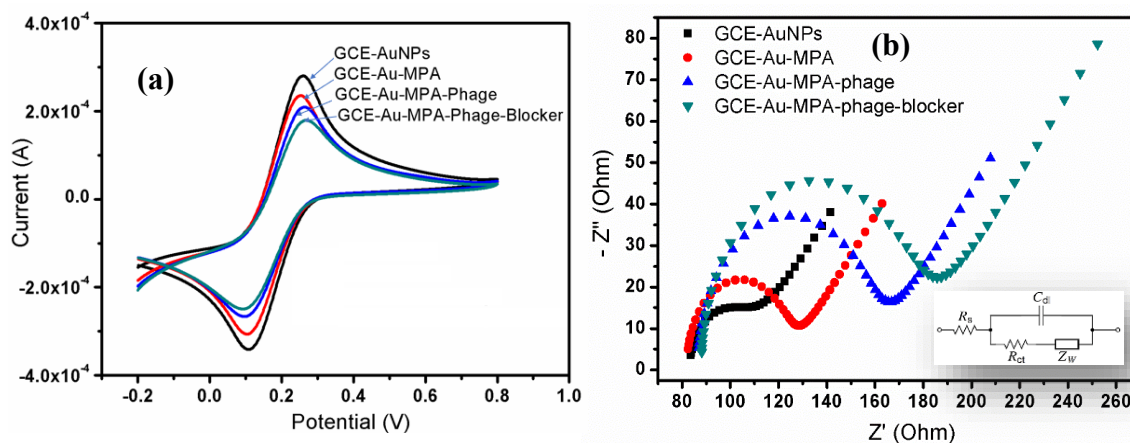 (a)
4.0x10⁻⁴
2.0x10⁻⁴
0.0
-2.0x10⁻⁴
-4.0x10⁻⁴
Current (A)
GCE-AuNPs
GCE-Au-MPA
GCE-Au-MPA-Phage
GCE-Au-MPA-Phage-Blocker
-0.2 0.0 0.2 0.4 0.6 0.8 1.0
Potential (V)
(b)
80
60
40
20
0
- Z" (Ohm)
GCE-AuNPs
GCE-Au-MPA
GCE-Au-MPA-phage
GCE-Au-MPA-phage-blocker
Cdl
Rs
Rct
ZW
80 100 120 140 160 180 200 220 240 260
Z' (Ohm)